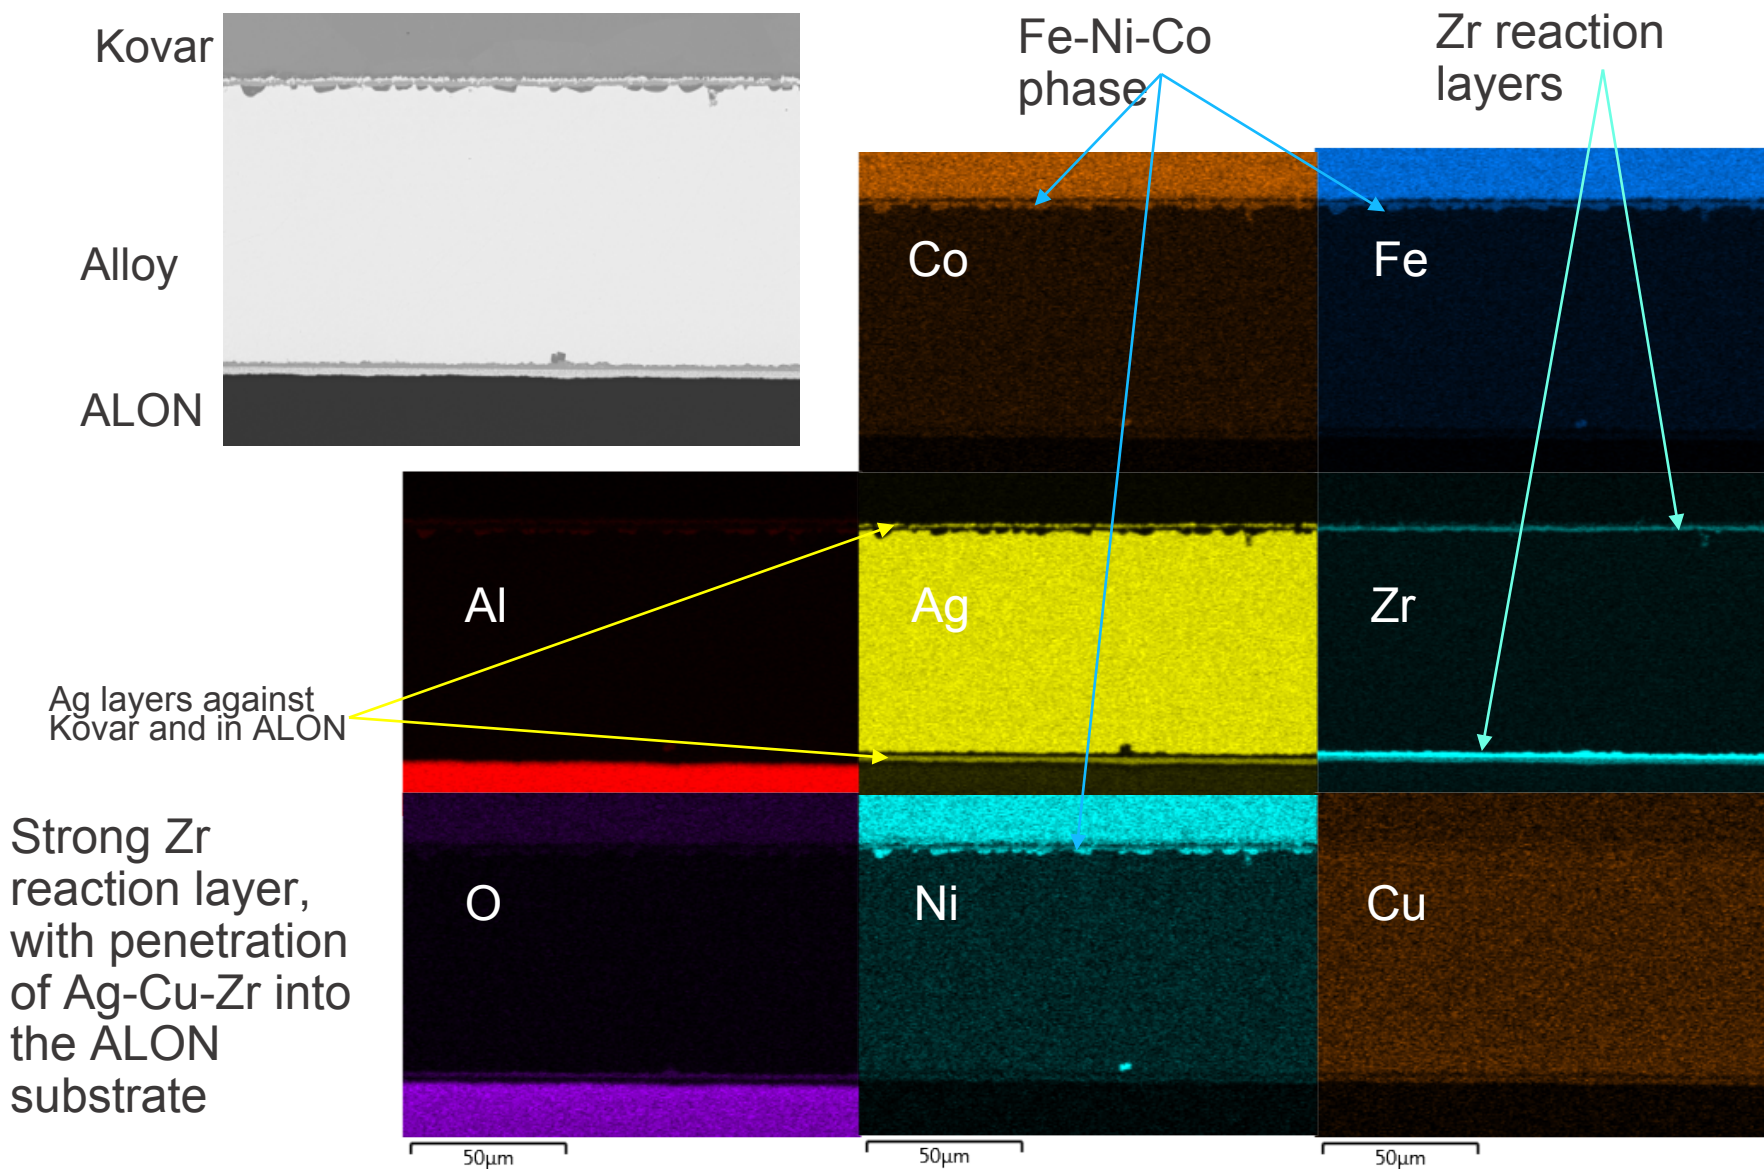 Kovar
Alloy
ALON
Fe-Ni-Co
phase
Zr reaction
layers
Co
Fe
Al
Ag
Zr
Ag layers against
Kovar and in ALON
O
Ni
Cu
Strong Zr
reaction layer,
with penetration
of Ag-Cu-Zr into
the ALON
substrate
50µm
50µm
50µm